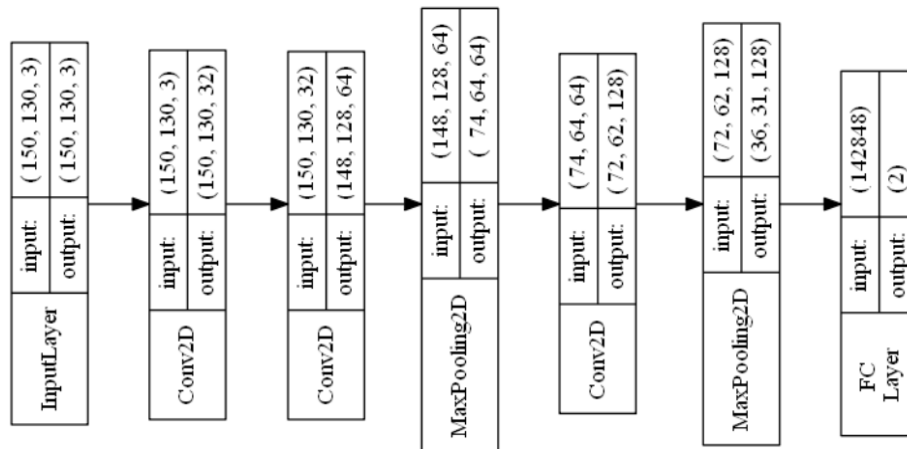 InputLayer
input: (150, 130, 3)
output: (150, 130, 3)
Conv2D
input: (150, 130, 3)
output: (150, 130, 32)
Conv2D
input: (150, 130, 32)
output: (148, 128, 64)
MaxPooling2D
input: (148, 128, 64)
output: ( 74, 64, 64)
Conv2D
input: (74, 64, 64)
output: (72, 62, 128)
MaxPooling2D
input: (72, 62, 128)
output: (36, 31, 128)
FC
Layer
input: (142848)
output: (2)